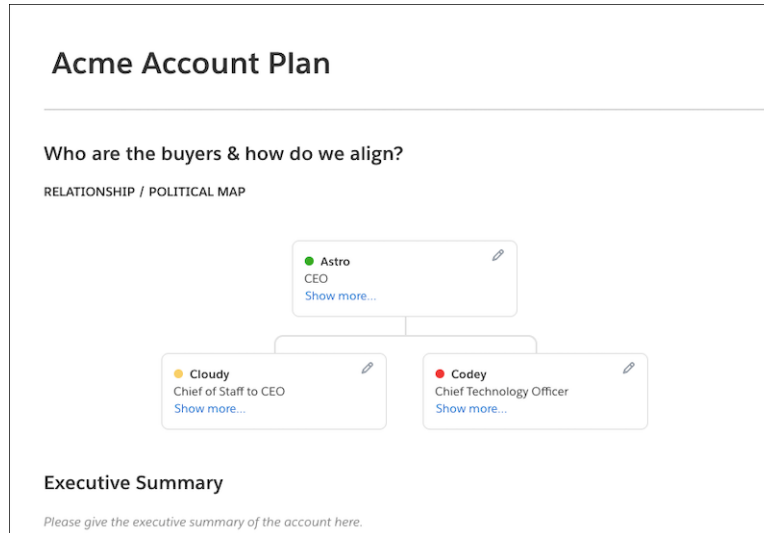 Acme Account Plan
Who are the buyers & how do we align?
RELATIONSHIP / POLITICAL MAP
Astro
CEO
Show more...
Cloudy
Chief of Staff to CEO
Show more...
Codey
Chief Technology Officer
Show more...
Executive Summary
Please give the executive summary of the account here.